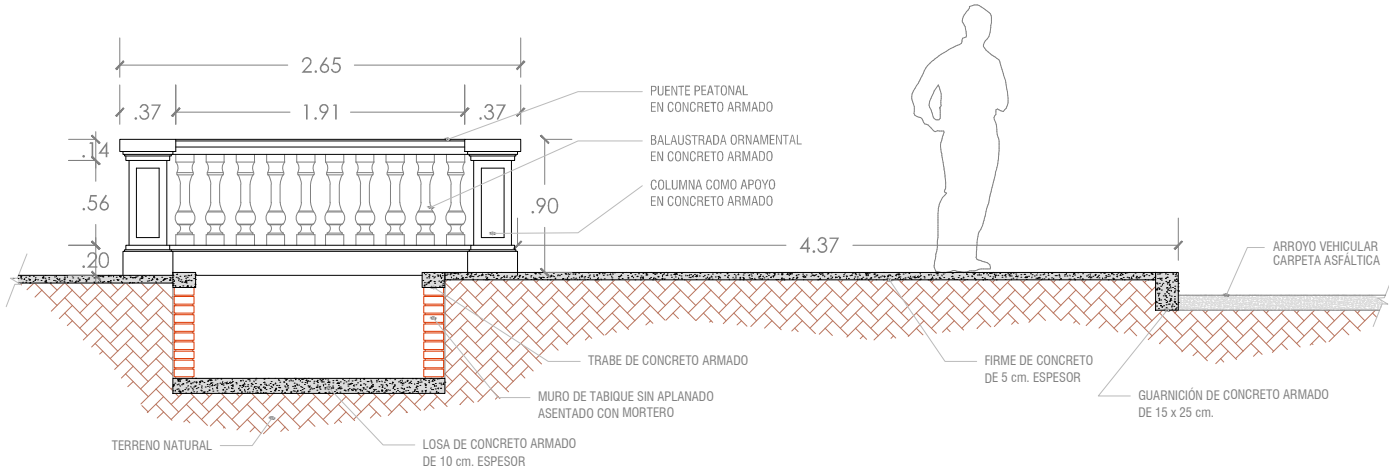 2.65
.37
1.91
.37
.14
.56
.20
.90
4.37
PUENTE PEATONAL
EN CONCRETO ARMADO
BALAUSTRADA ORNAMENTAL
EN CONCRETO ARMADO
COLUMNA COMO APOYO
EN CONCRETO ARMADO
ARROYO VEHICULAR
CARPETA ASFÁLTICA
TRABE DE CONCRETO ARMADO
FIRME DE CONCRETO
DE 5 cm. ESPESOR
MURO DE TABIQUE SIN APLANADO
ASENTADO CON MORTERO
GUARNICIÓN DE CONCRETO ARMADO
DE 15 x 25 cm.
TERRENO NATURAL
LOSA DE CONCRETO ARMADO
DE 10 cm. ESPESOR